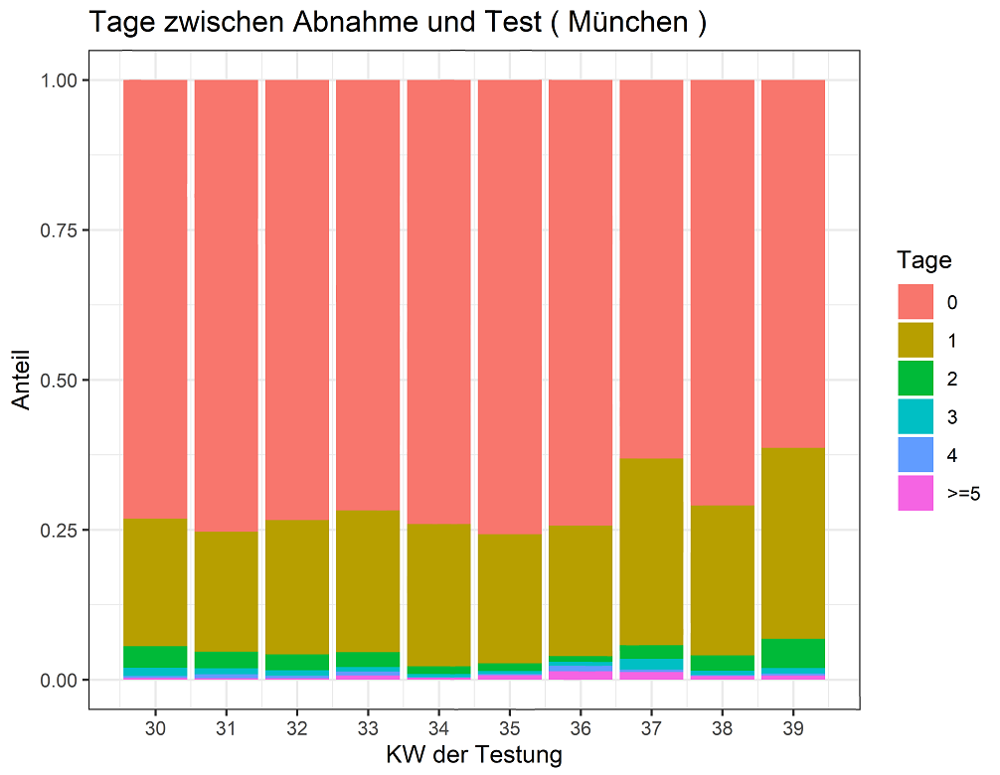 Tage zwischen Abnahme und Test ( München )
1.00
0.75
0.50
0.25
0.00
Anteil
30 31 32 33 34 35 36 37 38 39
KW der Testung
Tage
0
1
2
3
4
>=5